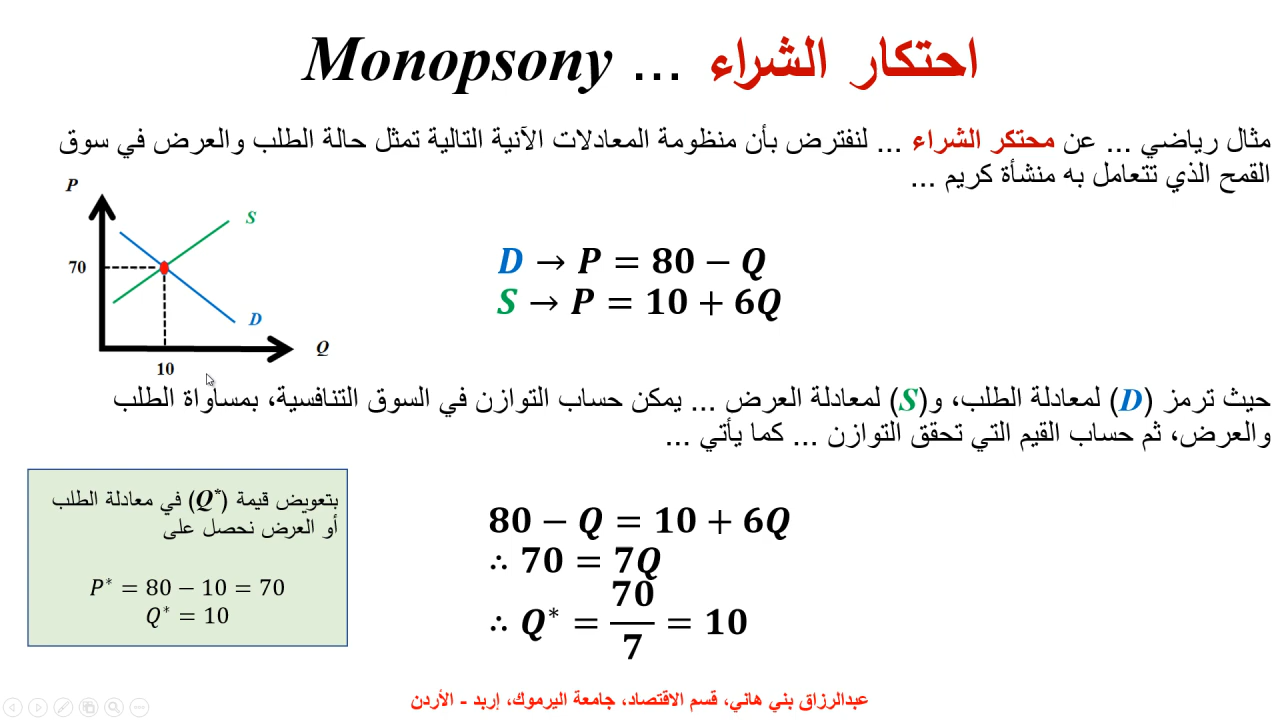 احتكار الشراء ... Monopsony
مثال رياضي ... عن محتكر الشراء ... لنفترض بأن منظومة المعادلات الآنية التالية تمثل حالة الطلب والعرض في سوق
القمح الذي تتعامل به منشأة كريم ...
P
S
70
D
Q
10
D → P = 80 − Q
S → P = 10 + 6Q
حيث ترمز (D) لمعادلة الطلب، و(S) لمعادلة العرض ... يمكن حساب التوازن في السوق التنافسية، بمساواة الطلب
والعرض، ثم حساب القيم التي تحقق التوازن ... كما يأتي ...
80 − Q = 10 + 6Q
∴ 70 = 7Q
∴ Q* = 70/7 = 10
بتعويض قيمة (Q*) في معادلة الطلب
أو العرض نحصل على
P* = 80 − 10 = 70
Q* = 10
عبدالرزاق بني هاني، قسم الاقتصاد، جامعة اليرموك، إربد - الأردن